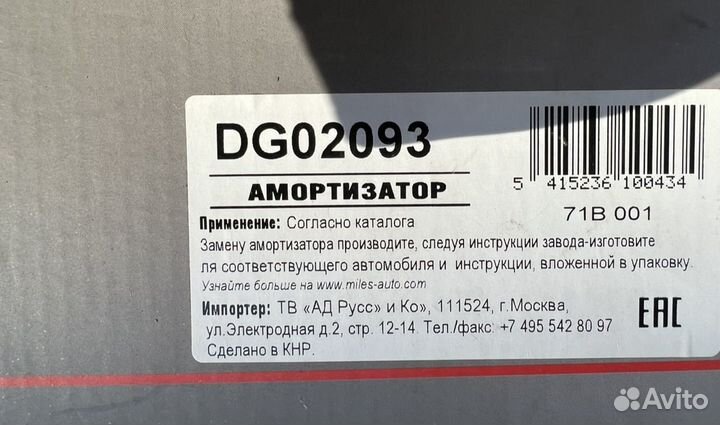 DG02093
5 415236 100434
АМОРТИЗАТОР
71B 001
Применение: Согласно каталога
Замену амортизатора производите, следуя инструкции завода-изготовите
ля соответствующего автомобиля и инструкции, вложенной в упаковку.
Узнайте больше на www.miles-auto.com
Импортер: ТВ «АД Русс» и Ко», 111524, г.Москва,
ул.Электродная д.2, стр. 12-14. Тел./факс: +7 495 542 80 97
Сделано в КНР.
ЕАС
Avito